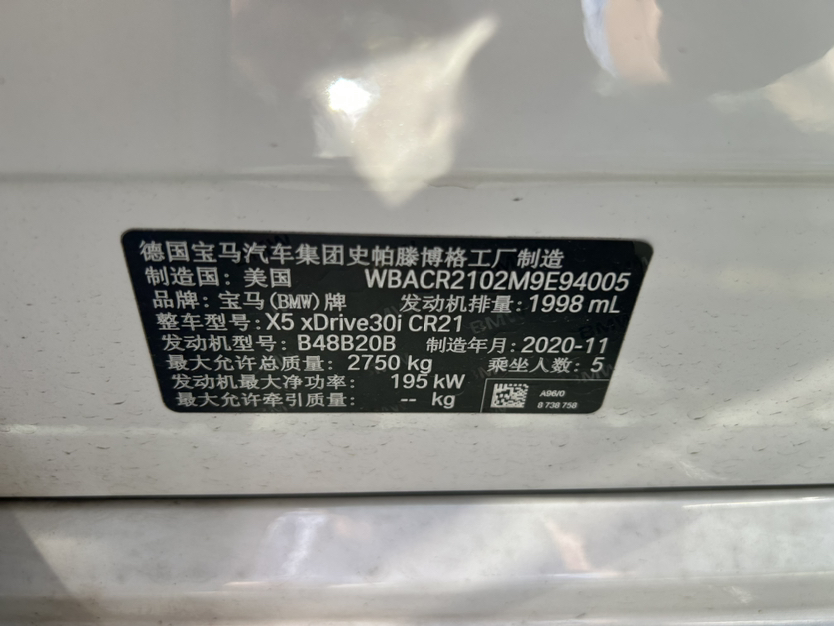 德国宝马汽车集团史帕滕博格工厂制造
制造国: 美国 WBACR2102M9E94005
品牌: 宝马(BMW)牌 发动机排量: 1998 mL
整车型号: X5 xDrive30i CR21
发动机型号: B48B20B 制造年月: 2020-11
最大允许总质量: 2750 kg 乘坐人数: 5
发动机最大净功率: 195 kW
最大允许牵引质量: -- kg
A96/0
8 738 758